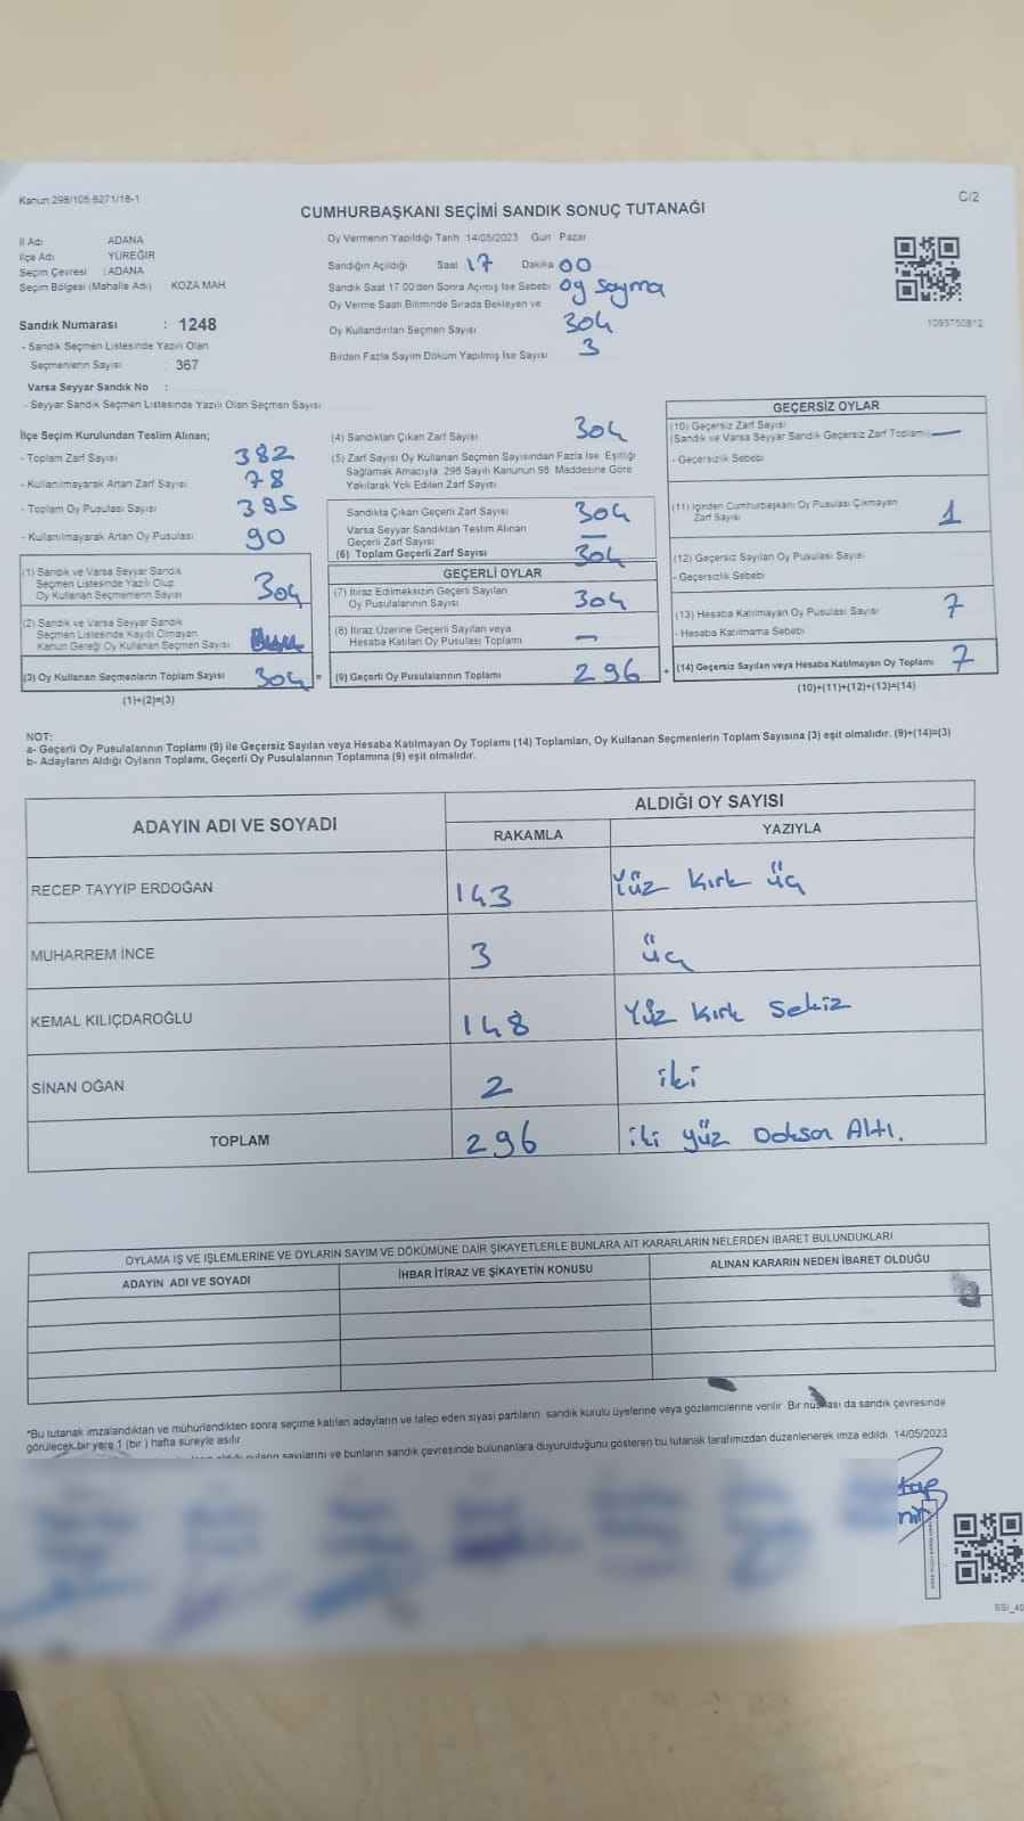 Kanun 298/105 6271/18-1
C/2
CUMHURBAŞKANI SEÇİMİ SANDIK SONUÇ TUTANAĞI
İl Adı ADANA
İlçe Adı YÜREĞİR
Seçim Çevresi : ADANA
Seçim Bölgesi (Mahalle Adı) KOZA MAH
Sandık Numarası : 1248
- Sandık Seçmen Listesinde Yazılı Olan
Seçmenlerin Sayısı 367
Varsa Seyyar Sandık No :
- Seyyar Sandık Seçmen Listesinde Yazılı Olan Seçmen Sayısı
Oy Vermenin Yapıldığı Tarih 14/05/2023 Gün Pazar
Sandığın Açıldığı Saat 17 Dakika 00
Sandık Saat 17.00'den Sonra Açılmış İse Sebebi oy sayma
Oy Verme Saati Bitiminde Sırada Bekleyen ve
Oy Kullandırılan Seçmen Sayısı 304
Birden Fazla Sayım Döküm Yapılmış İse Sayısı 3
1093750812
İlçe Seçim Kurulundan Teslim Alınan;
- Toplam Zarf Sayısı 382
- Kullanılmayarak Artan Zarf Sayısı 78
- Toplam Oy Pusulası Sayısı 385
- Kullanılmayarak Artan Oy Pusulası 90
(1) Sandık ve Varsa Seyyar Sandık
Seçmen Listesinde Yazılı Olup
Oy Kullanan Seçmenlerin Sayısı 304
(2) Sandık ve Varsa Seyyar Sandık
Seçmen Listesinde Kaydı Olmayan
Kanun Gereği Oy Kullanan Seçmen Sayısı
(3) Oy Kullanan Seçmenlerin Toplam Sayısı 304 =
(1)+(2)=(3)
(4) Sandıktan Çıkan Zarf Sayısı 304
(5) Zarf Sayısı Oy Kullanan Seçmen Sayısından Fazla İse Eşitliği
Sağlamak Amacıyla 298 Sayılı Kanunun 98. Maddesine Göre
Yakılarak Yok Edilen Zarf Sayısı
Sandıkta Çıkan Geçerli Zarf Sayısı 304
Varsa Seyyar Sandıktan Teslim Alınan
Geçerli Zarf Sayısı —
(6) Toplam Geçerli Zarf Sayısı 304
GEÇERLİ OYLAR
(7) İtiraz Edilmeksizin Geçerli Sayılan
Oy Pusulalarının Sayısı 304
(8) İtiraz Üzerine Geçerli Sayılan veya
Hesaba Katılan Oy Pusulası Toplamı -
(9) Geçerli Oy Pusulalarının Toplamı 296 +
GEÇERSİZ OYLAR
(10) Geçersiz Zarf Sayısı
(Sandık ve Varsa Seyyar Sandık Geçersiz Zarf Toplamı) —
- Geçersizlik Sebebi
(11) İçinden Cumhurbaşkanı Oy Pusulası Çıkmayan
Zarf Sayısı 1
(12) Geçersiz Sayılan Oy Pusulası Sayısı
- Geçersizlik Sebebi
(13) Hesaba Katılmayan Oy Pusulası Sayısı 7
- Hesaba Katılmama Sebebi
(14) Geçersiz Sayılan veya Hesaba Katılmayan Oy Toplamı 7
(10)+(11)+(12)+(13)=(14)
NOT:
a- Geçerli Oy Pusulalarının Toplamı (9) ile Geçersiz Sayılan veya Hesaba Katılmayan Oy Toplamı (14) Toplamları, Oy Kullanan Seçmenlerin Toplam Sayısına (3) eşit olmalıdır. (9)+(14)=(3)
b- Adayların Aldığı Oyların Toplamı, Geçerli Oy Pusulalarının Toplamına (9) eşit olmalıdır.
ADAYIN ADI VE SOYADI
ALDIĞI OY SAYISI
RAKAMLA YAZIYLA
RECEP TAYYİP ERDOĞAN 143 Yüz Kırk üç
MUHARREM İNCE 3 üç
KEMAL KILIÇDAROĞLU 148 Yüz Kırk Sekiz
SİNAN OĞAN 2 iki
TOPLAM 296 iki yüz Doksan Altı.
OYLAMA İŞ VE İŞLEMLERİNE VE OYLARIN SAYIM VE DÖKÜMÜNE DAİR ŞİKAYETLERLE BUNLARA AİT KARARLARIN NELERDEN İBARET BULUNDUKLARI
ADAYIN ADI VE SOYADI İHBAR İTİRAZ VE ŞİKAYETİN KONUSU ALINAN KARARIN NEDEN İBARET OLDUĞU
*Bu tutanak imzalandıktan ve mühürlendikten sonra seçime katılan adayların ve talep eden siyasi partilerin sandık kurulu üyelerine veya gözlemcilerine verilir. Bir nüshası da sandık çevresinde
görülecek bir yere 1 (bir) hafta süreyle asılır
sayılarını ve bunların sandık çevresinde bulunanlara duyurulduğunu gösteren bu tutanak tarafımızdan düzenlenerek imza edildi. 14/05/2023